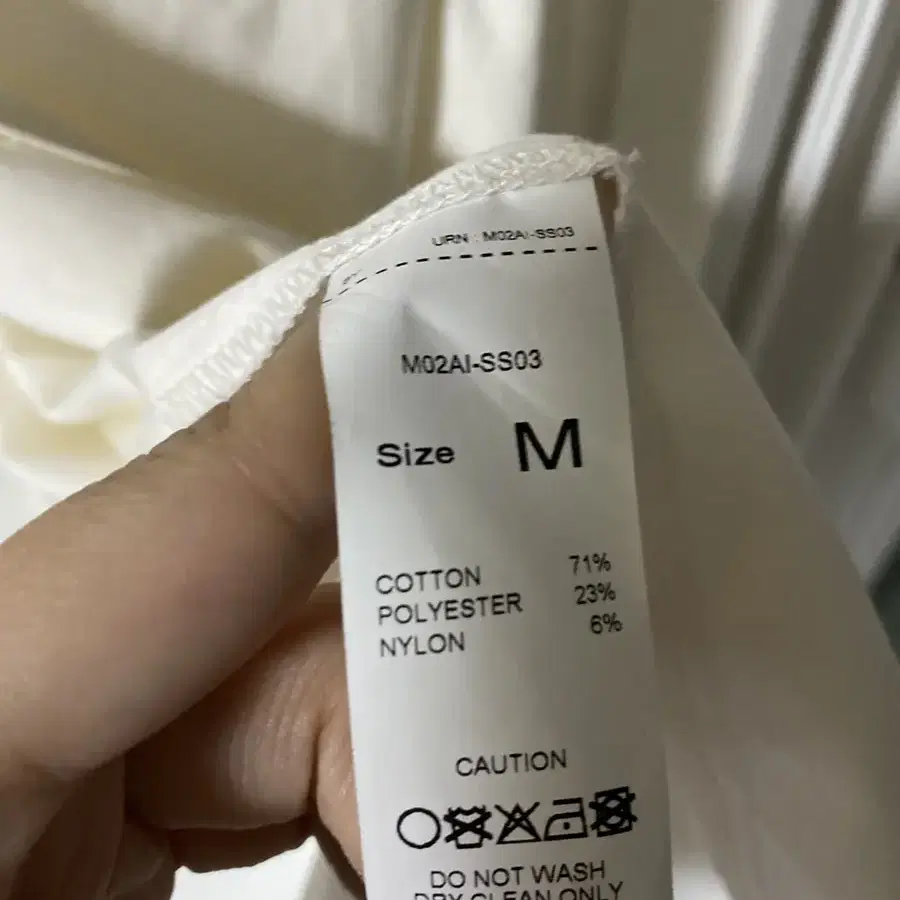 URN : M02AI-SS03
M02AI-SS03
Size M
COTTON 71%
POLYESTER 23%
NYLON 6%
CAUTION
DO NOT WASH
DRY CLEAN ONLY